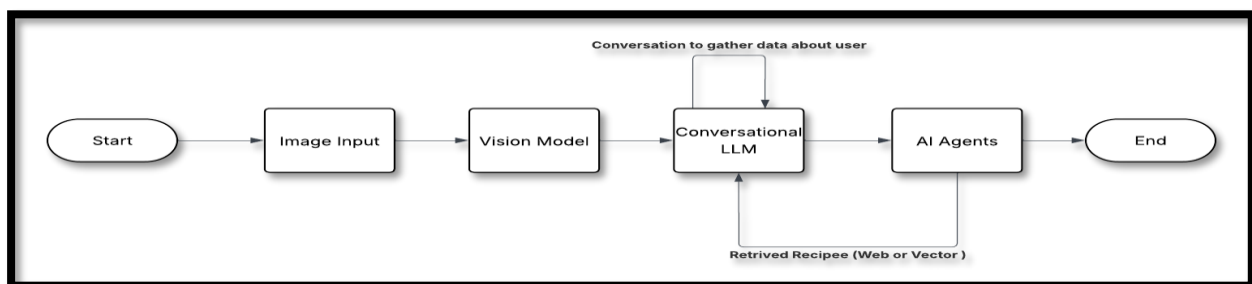 Conversation to gather data about user
Start
Image Input
Vision Model
Conversational
LLM
AI Agents
End
Retrived Recipee (Web or Vector )